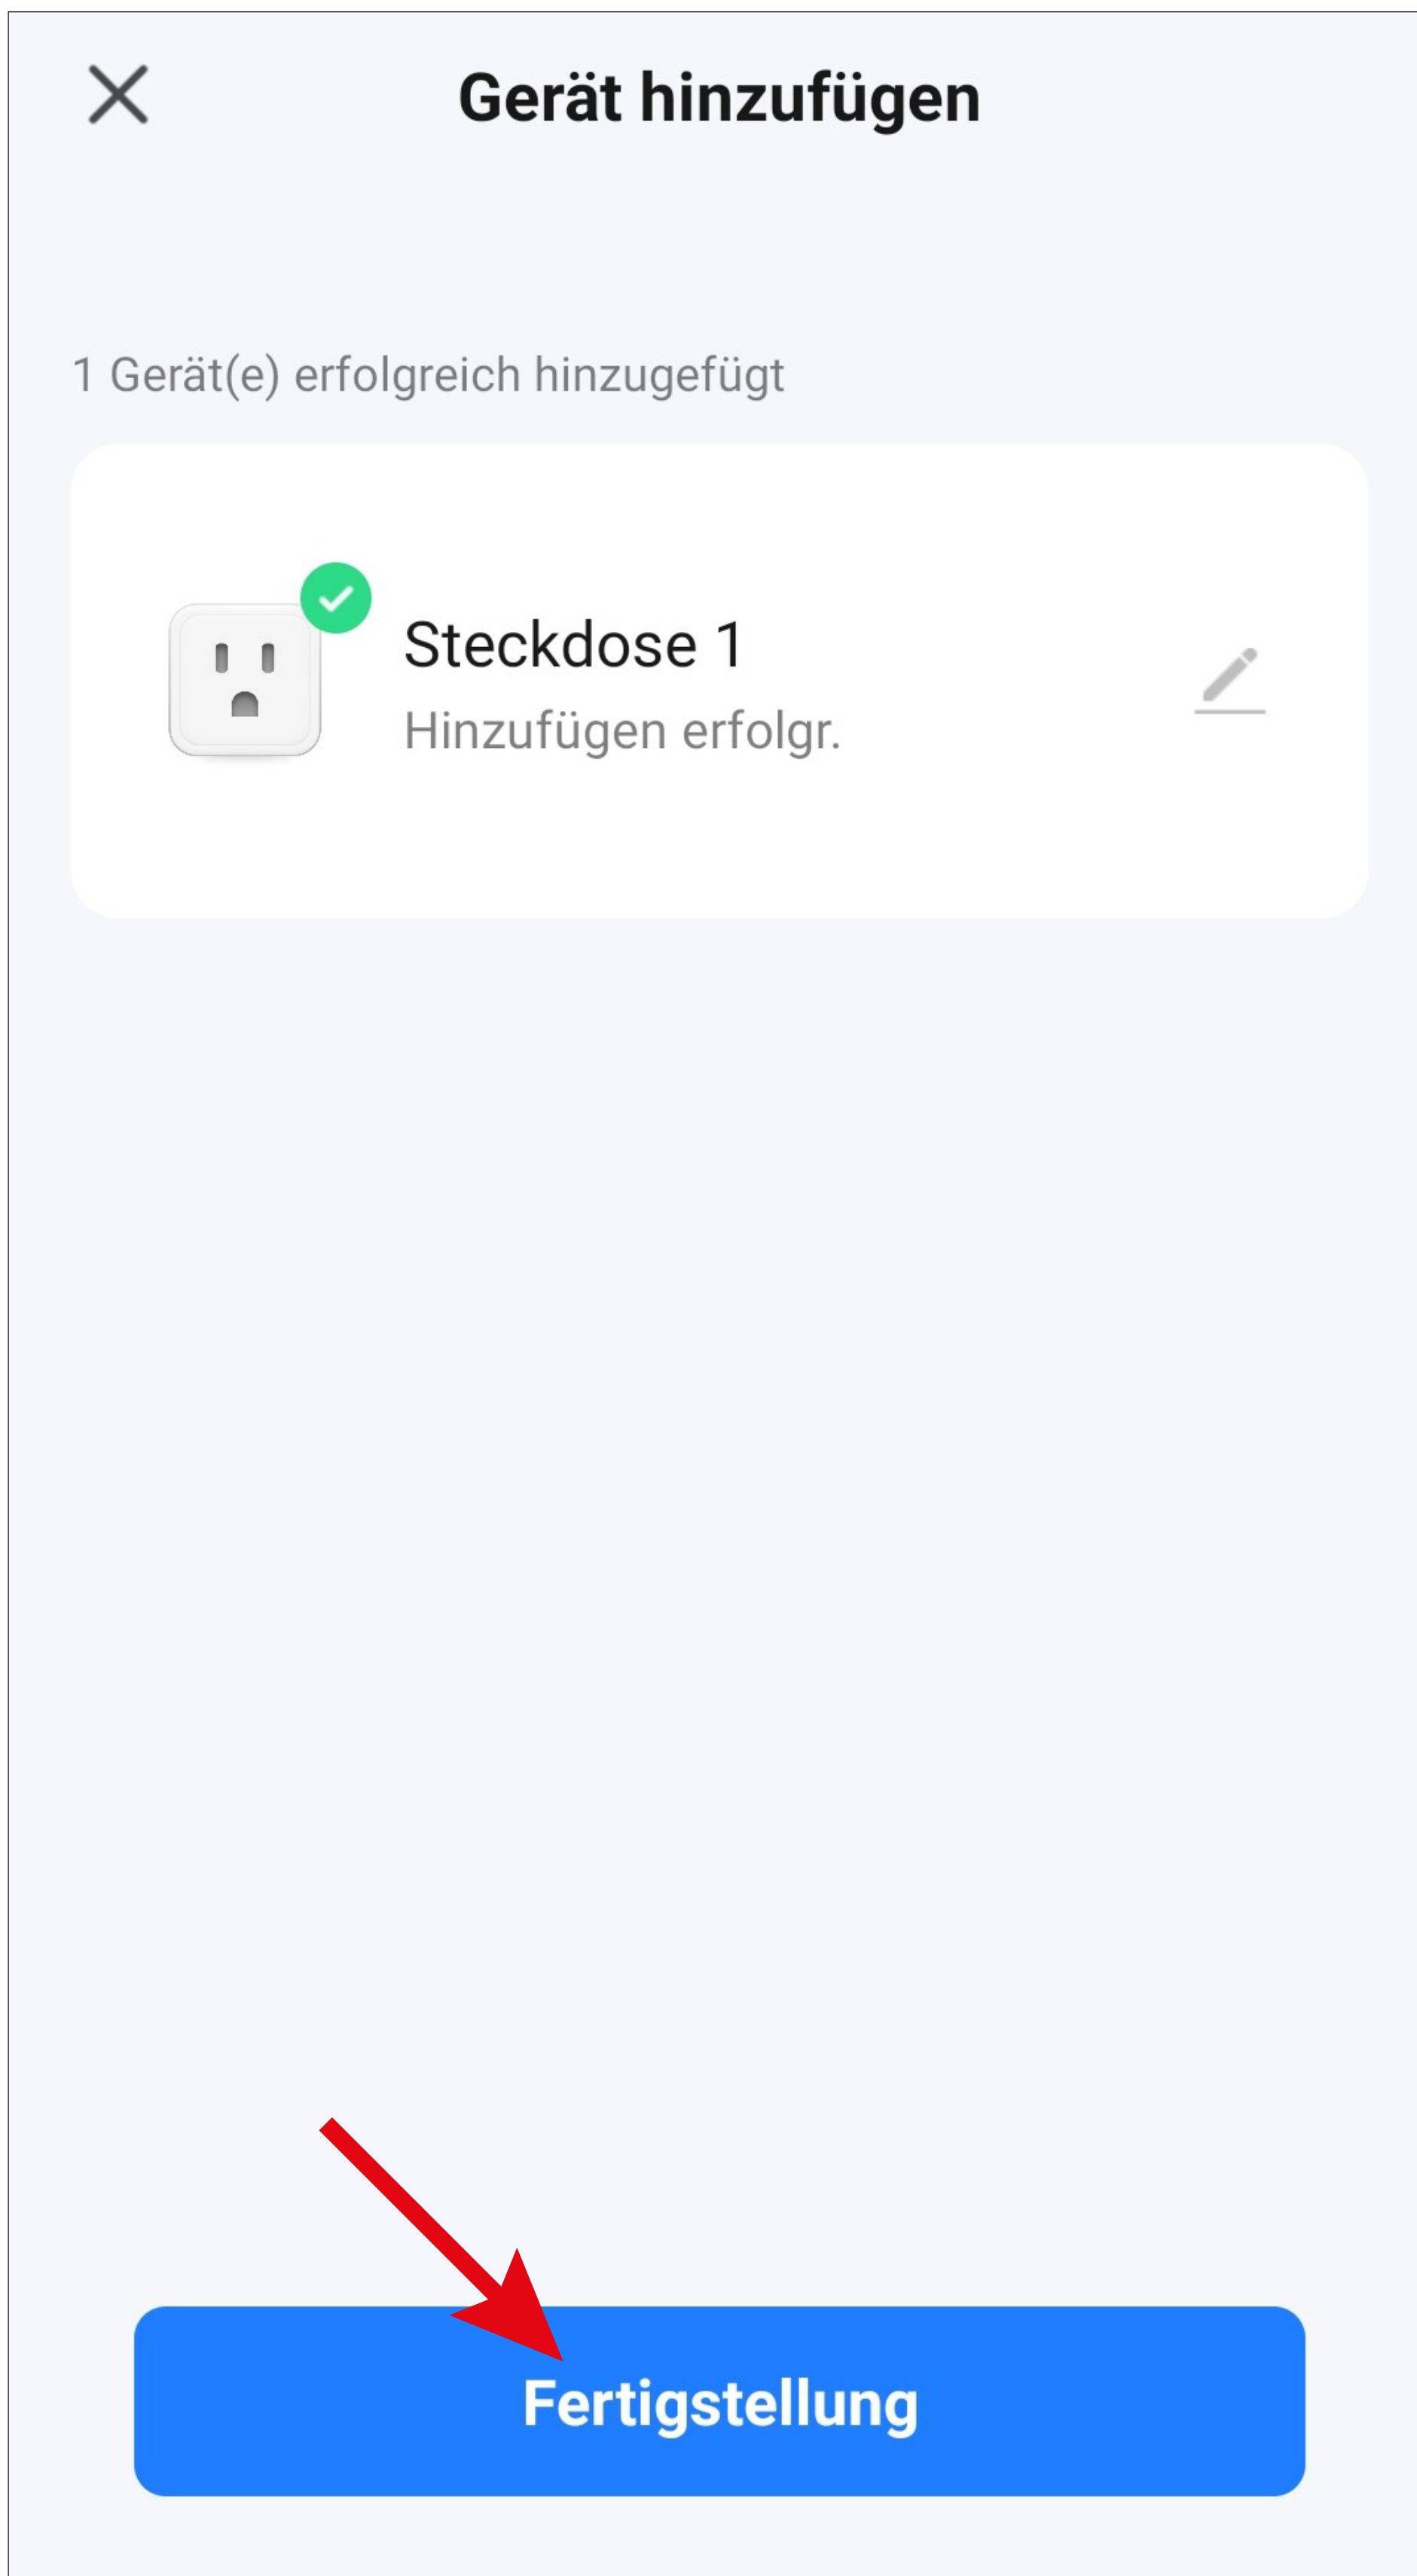 Gerät hinzufügen
1 Gerät(e) erfolgreich hinzugefügt
Steckdose 1
Hinzufügen erfolgr.
Fertigstellung